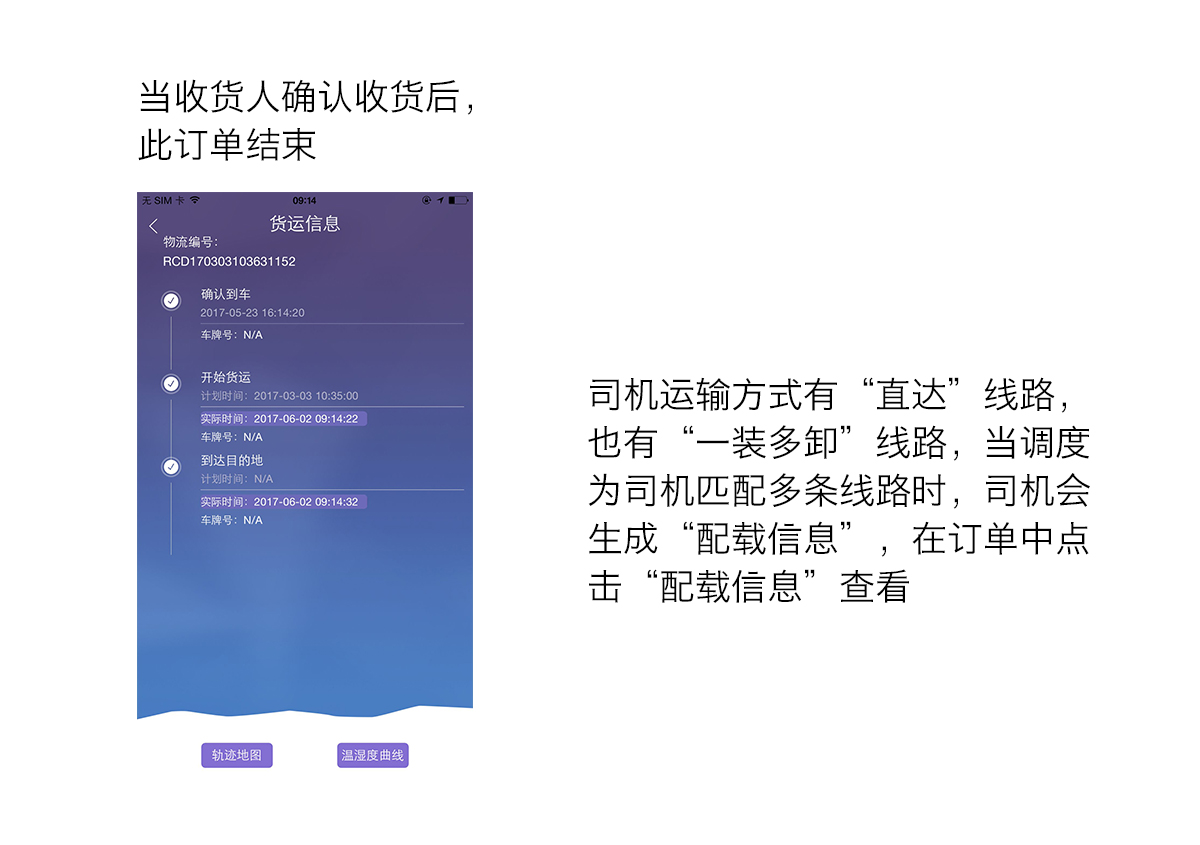 当收货人确认收货后，
此订单结束
无 SIM 卡 09:14
货运信息
物流编号：
RCD170303103631152
确认到车
2017-05-23 16:14:20
车牌号：N/A
开始货运
计划时间：2017-03-03 10:35:00
实际时间：2017-06-02 09:14:22
车牌号：N/A
到达目的地
计划时间：N/A
实际时间：2017-06-02 09:14:32
车牌号：N/A
轨迹地图 温湿度曲线
司机运输方式有“直达”线路，
也有“一装多卸”线路，当调度
为司机匹配多条线路时，司机会
生成“配载信息”，在订单中点
击“配载信息”查看